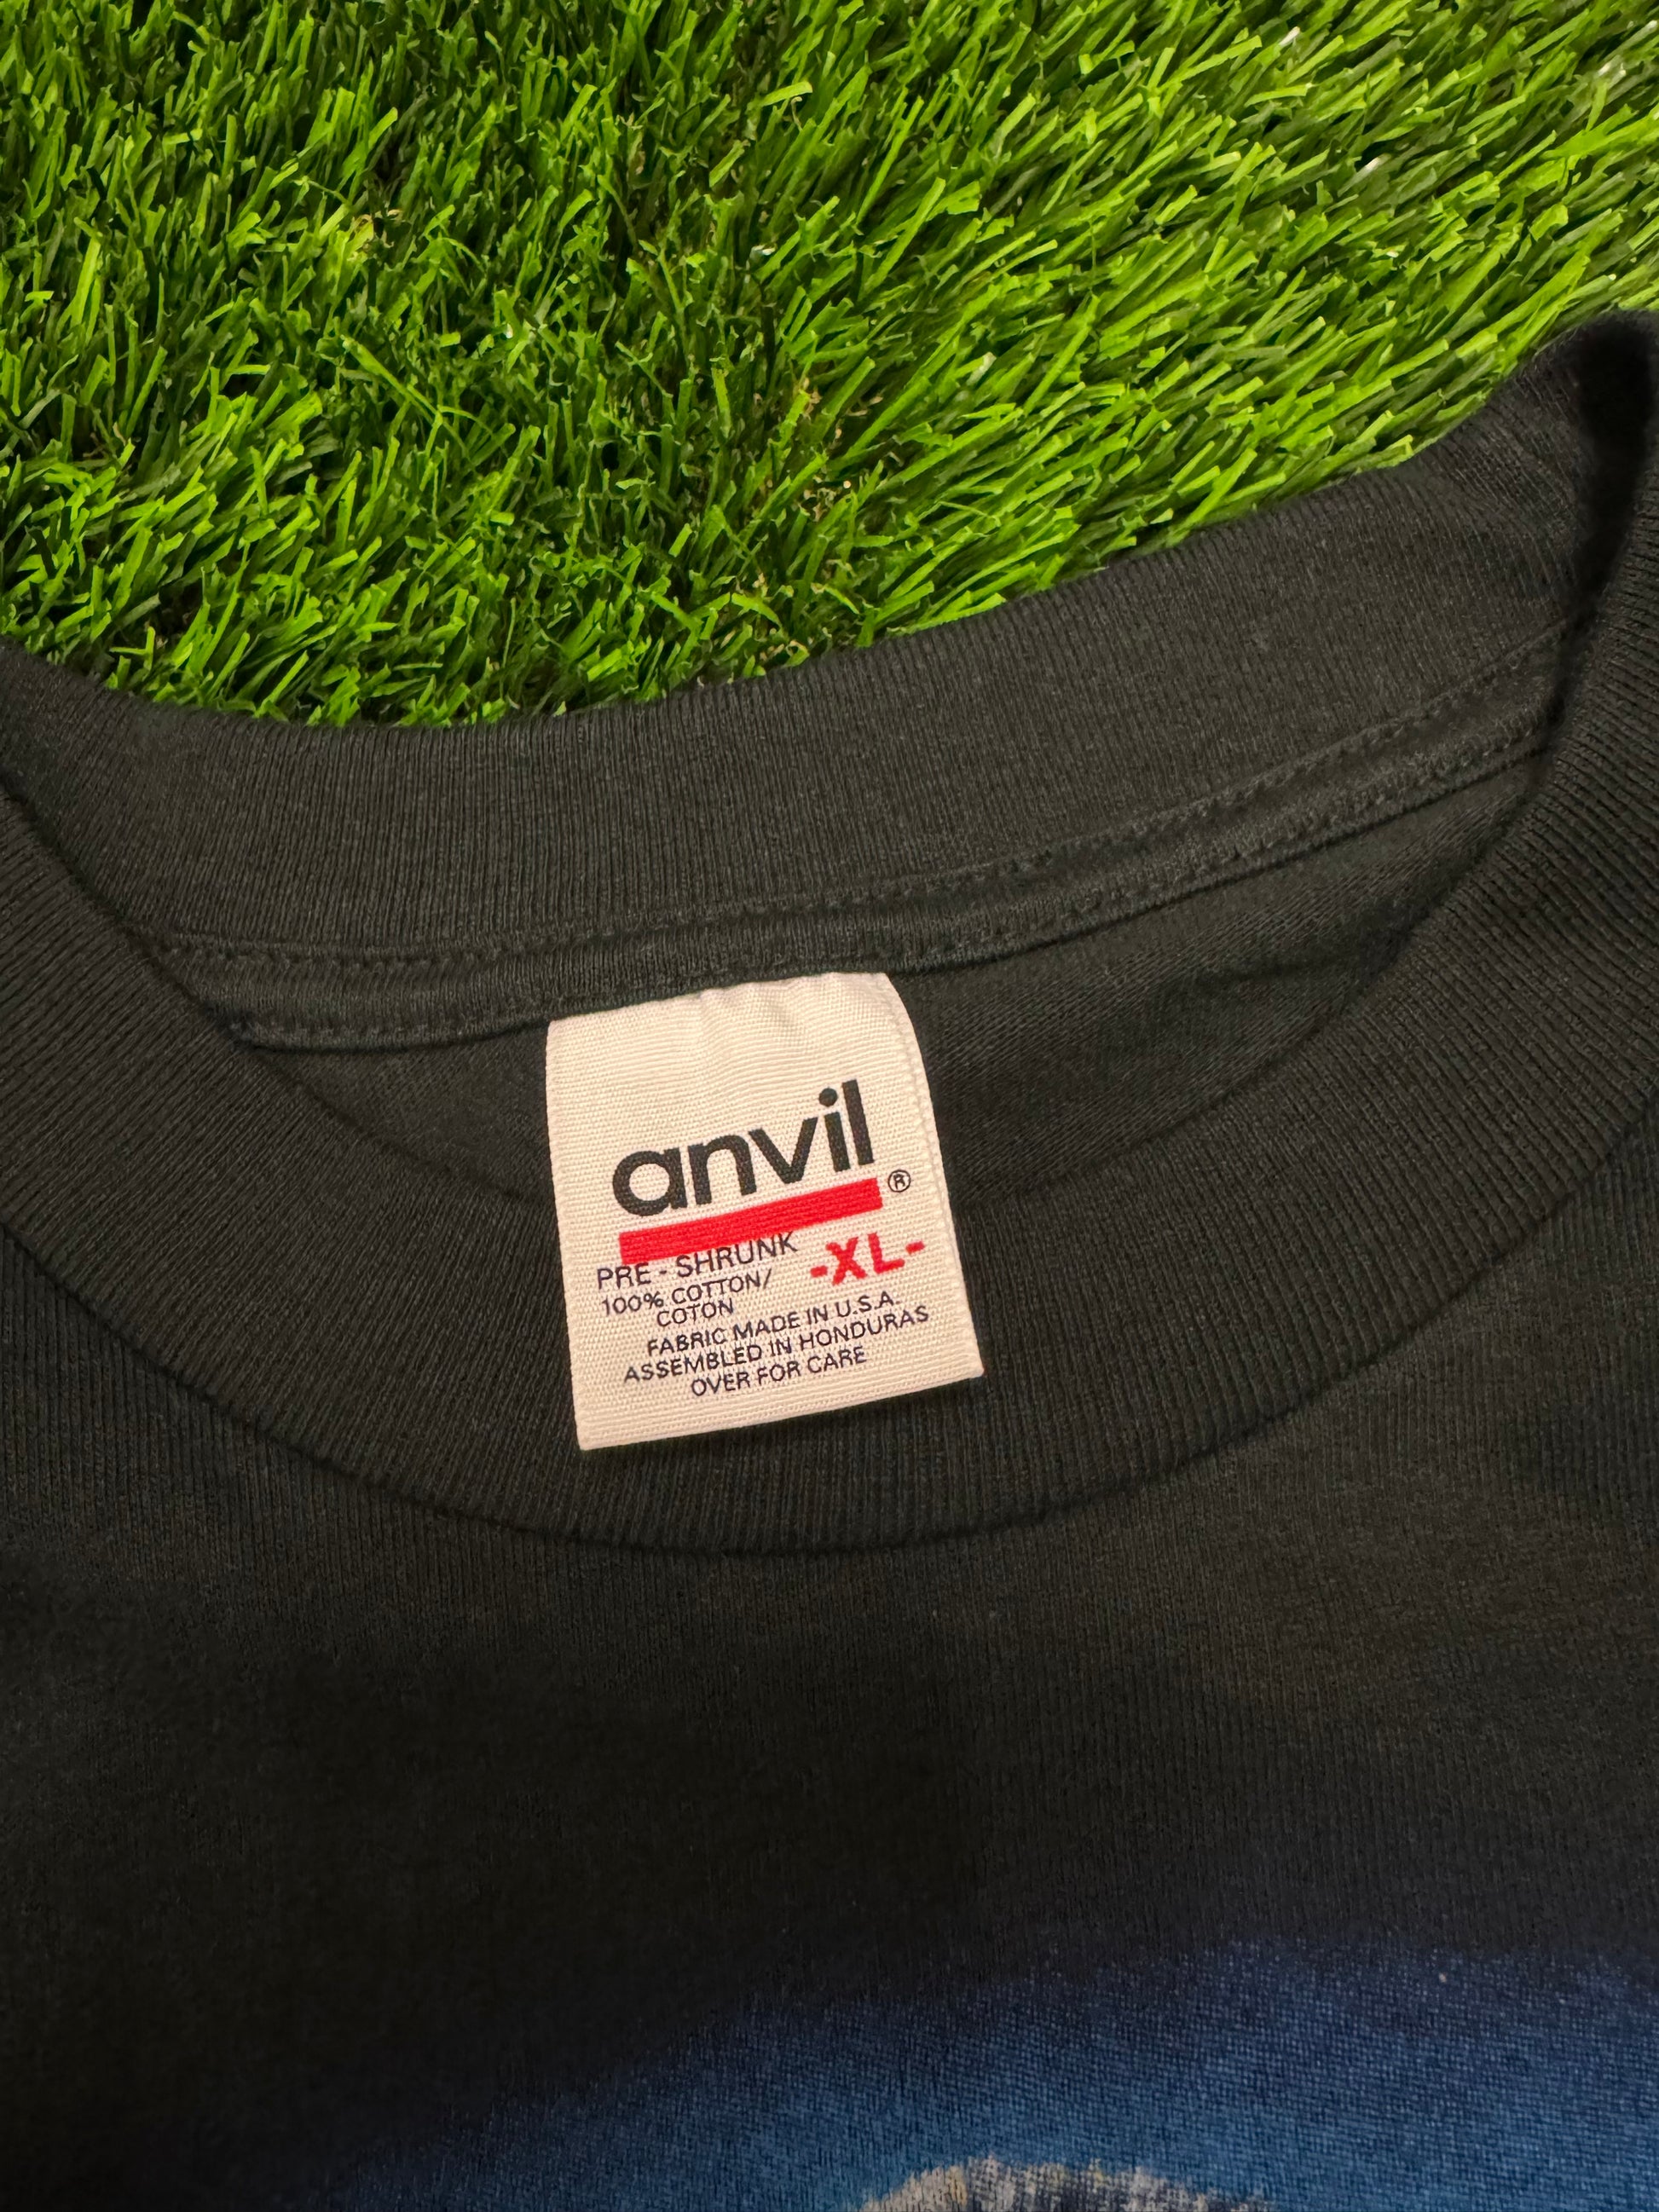 anvil®
PRE - SHRUNK -XL-
100% COTTON/
COTON
FABRIC MADE IN U.S.A.
ASSEMBLED IN HONDURAS
OVER FOR CARE